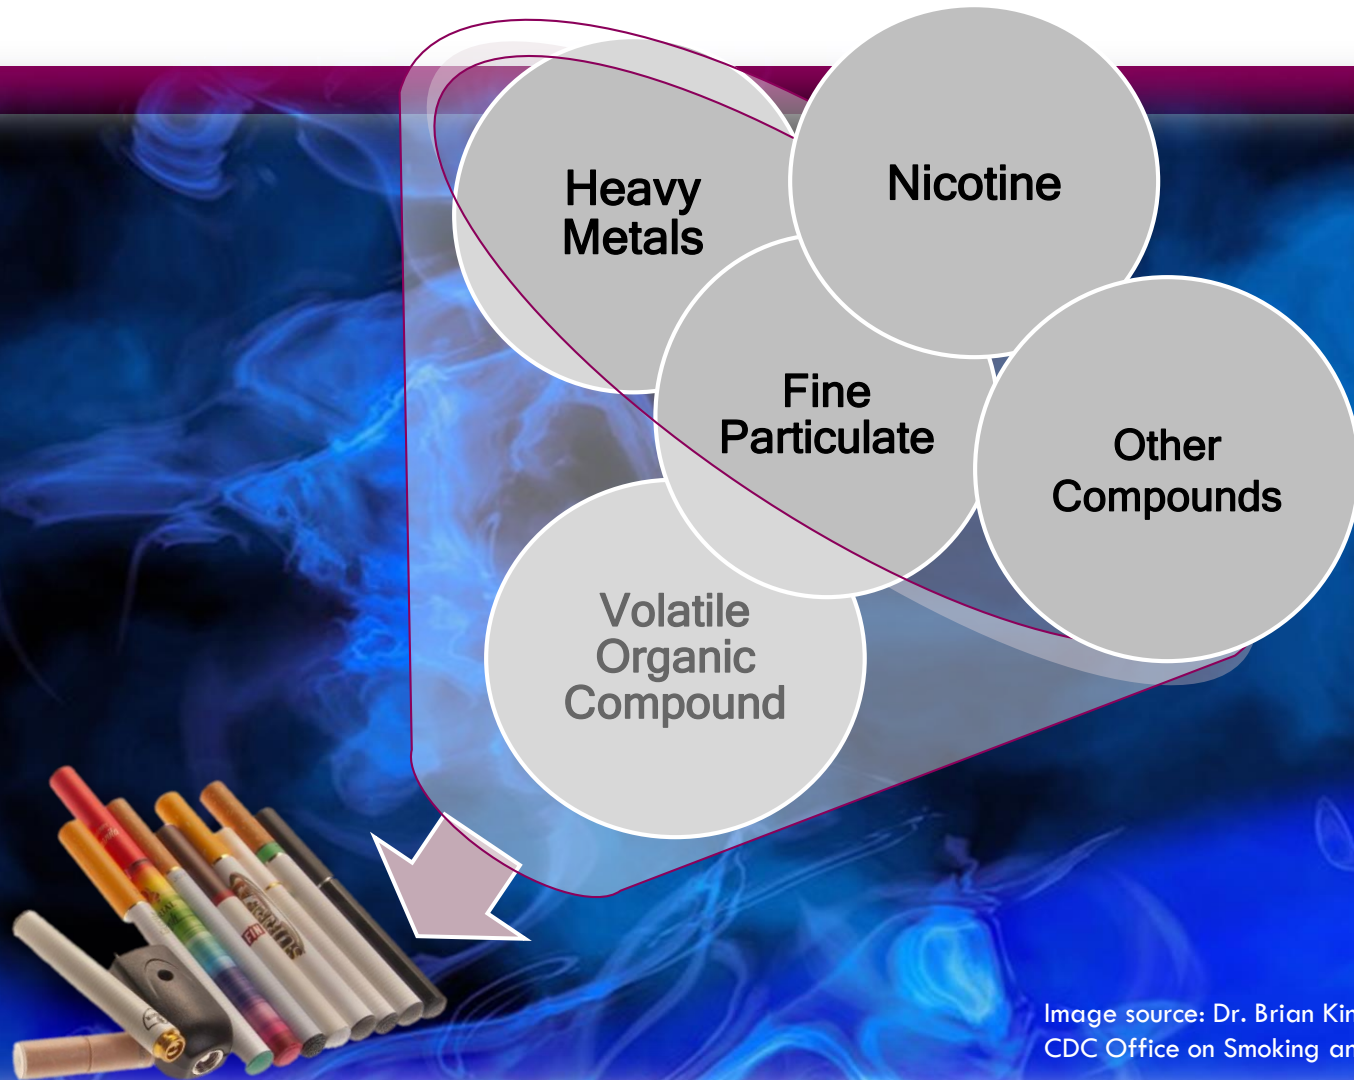 Heavy
Metals
Nicotine
Fine
Particulate
Other
Compounds
Volatile
Organic
Compound
Image source: Dr. Brian Kin
CDC Office on Smoking an